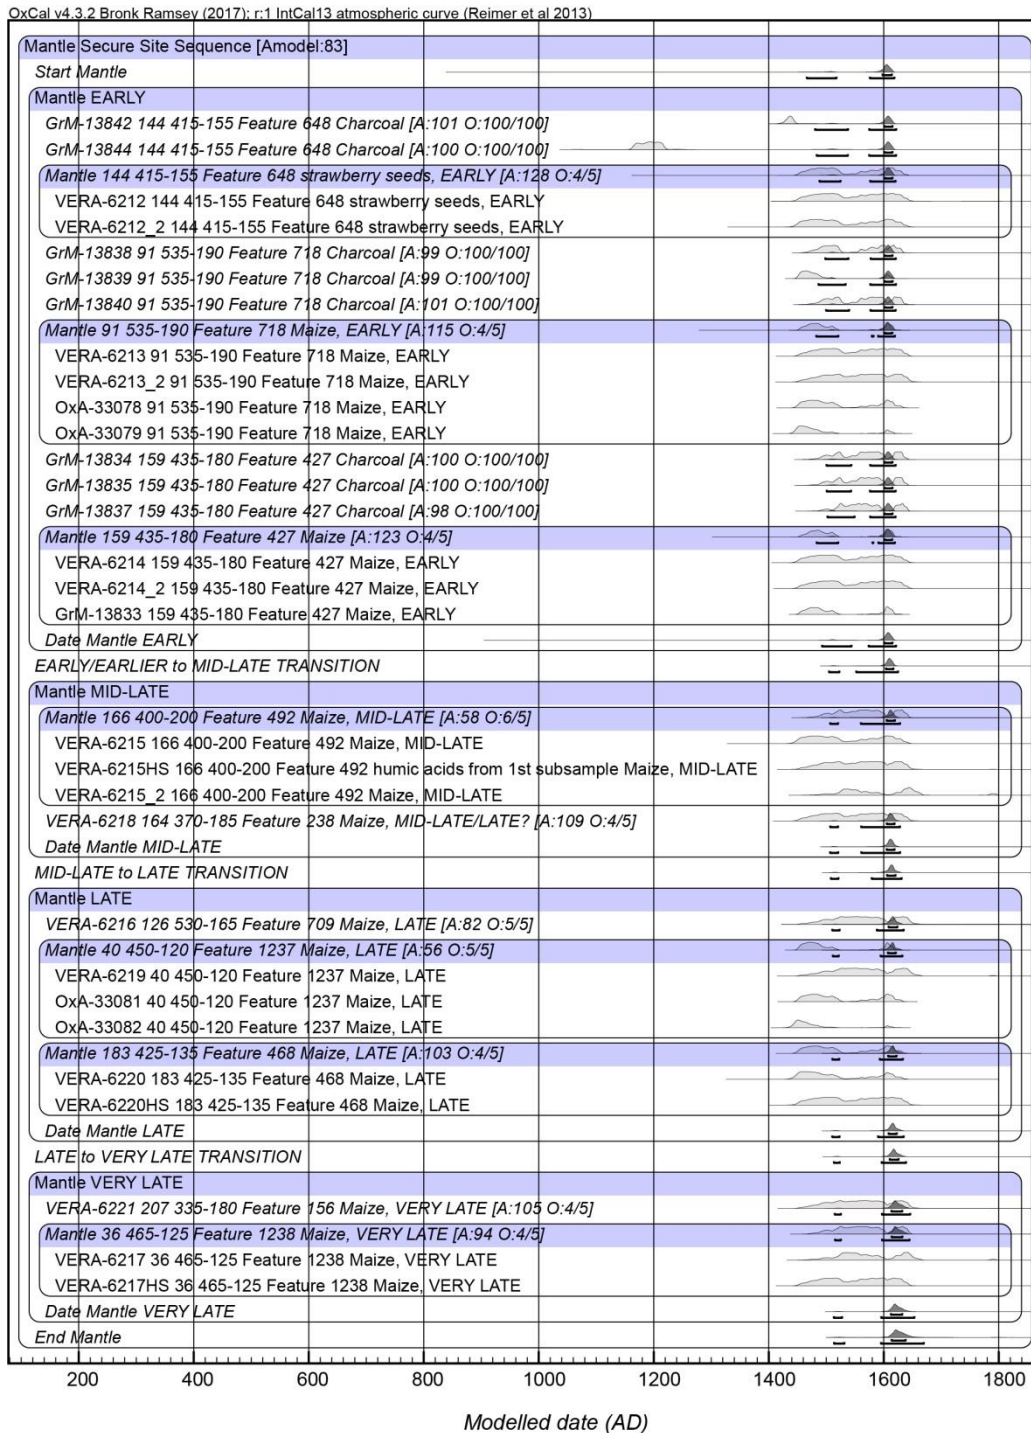 OxCal v4.3.2 Bronk Ramsey (2017); r:1 IntCal13 atmospheric curve (Reimer et al 2013)
Mantle Secure Site Sequence [Amodel:83]
Start Mantle
Mantle EARLY
GrM-13842 144 415-155 Feature 648 Charcoal [A:101 O:100/100]
GrM-13844 144 415-155 Feature 648 Charcoal [A:100 O:100/100]
Mantle 144 415-155 Feature 648 strawberry seeds, EARLY [A:128 O:4/5]
VERA-6212 144 415-155 Feature 648 strawberry seeds, EARLY
VERA-6212_2 144 415-155 Feature 648 strawberry seeds, EARLY
GrM-13838 91 535-190 Feature 718 Charcoal [A:99 O:100/100]
GrM-13839 91 535-190 Feature 718 Charcoal [A:99 O:100/100]
GrM-13840 91 535-190 Feature 718 Charcoal [A:101 O:100/100]
Mantle 91 535-190 Feature 718 Maize, EARLY [A:115 O:4/5]
VERA-6213 91 535-190 Feature 718 Maize, EARLY
VERA-6213_2 91 535-190 Feature 718 Maize, EARLY
OxA-33078 91 535-190 Feature 718 Maize, EARLY
OxA-33079 91 535-190 Feature 718 Maize, EARLY
GrM-13834 159 435-180 Feature 427 Charcoal [A:100 O:100/100]
GrM-13835 159 435-180 Feature 427 Charcoal [A:100 O:100/100]
GrM-13837 159 435-180 Feature 427 Charcoal [A:98 O:100/100]
Mantle 159 435-180 Feature 427 Maize [A:123 O:4/5]
VERA-6214 159 435-180 Feature 427 Maize, EARLY
VERA-6214_2 159 435-180 Feature 427 Maize, EARLY
GrM-13833 159 435-180 Feature 427 Maize, EARLY
Date Mantle EARLY
EARLY/EARLIER to MID-LATE TRANSITION
Mantle MID-LATE
Mantle 166 400-200 Feature 492 Maize, MID-LATE [A:58 O:6/5]
VERA-6215 166 400-200 Feature 492 Maize, MID-LATE
VERA-6215HS 166 400-200 Feature 492 humic acids from 1st subsample Maize, MID-LATE
VERA-6215_2 166 400-200 Feature 492 Maize, MID-LATE
VERA-6218 164 370-185 Feature 238 Maize, MID-LATE/LATE? [A:109 O:4/5]
Date Mantle MID-LATE
MID-LATE to LATE TRANSITION
Mantle LATE
VERA-6216 126 530-165 Feature 709 Maize, LATE [A:82 O:5/5]
Mantle 40 450-120 Feature 1237 Maize, LATE [A:56 O:5/5]
VERA-6219 40 450-120 Feature 1237 Maize, LATE
OxA-33081 40 450-120 Feature 1237 Maize, LATE
OxA-33082 40 450-120 Feature 1237 Maize, LATE
Mantle 183 425-135 Feature 468 Maize, LATE [A:103 O:4/5]
VERA-6220 183 425-135 Feature 468 Maize, LATE
VERA-6220HS 183 425-135 Feature 468 Maize, LATE
Date Mantle LATE
LATE to VERY LATE TRANSITION
Mantle VERY LATE
VERA-6221 207 335-180 Feature 156 Maize, VERY LATE [A:105 O:4/5]
Mantle 36 465-125 Feature 1238 Maize, VERY LATE [A:94 O:4/5]
VERA-6217 36 465-125 Feature 1238 Maize, VERY LATE
VERA-6217HS 36 465-125 Feature 1238 Maize, VERY LATE
Date Mantle VERY LATE
End Mantle
200 400 600 800 1000 1200 1400 1600 1800
Modelled date (AD)